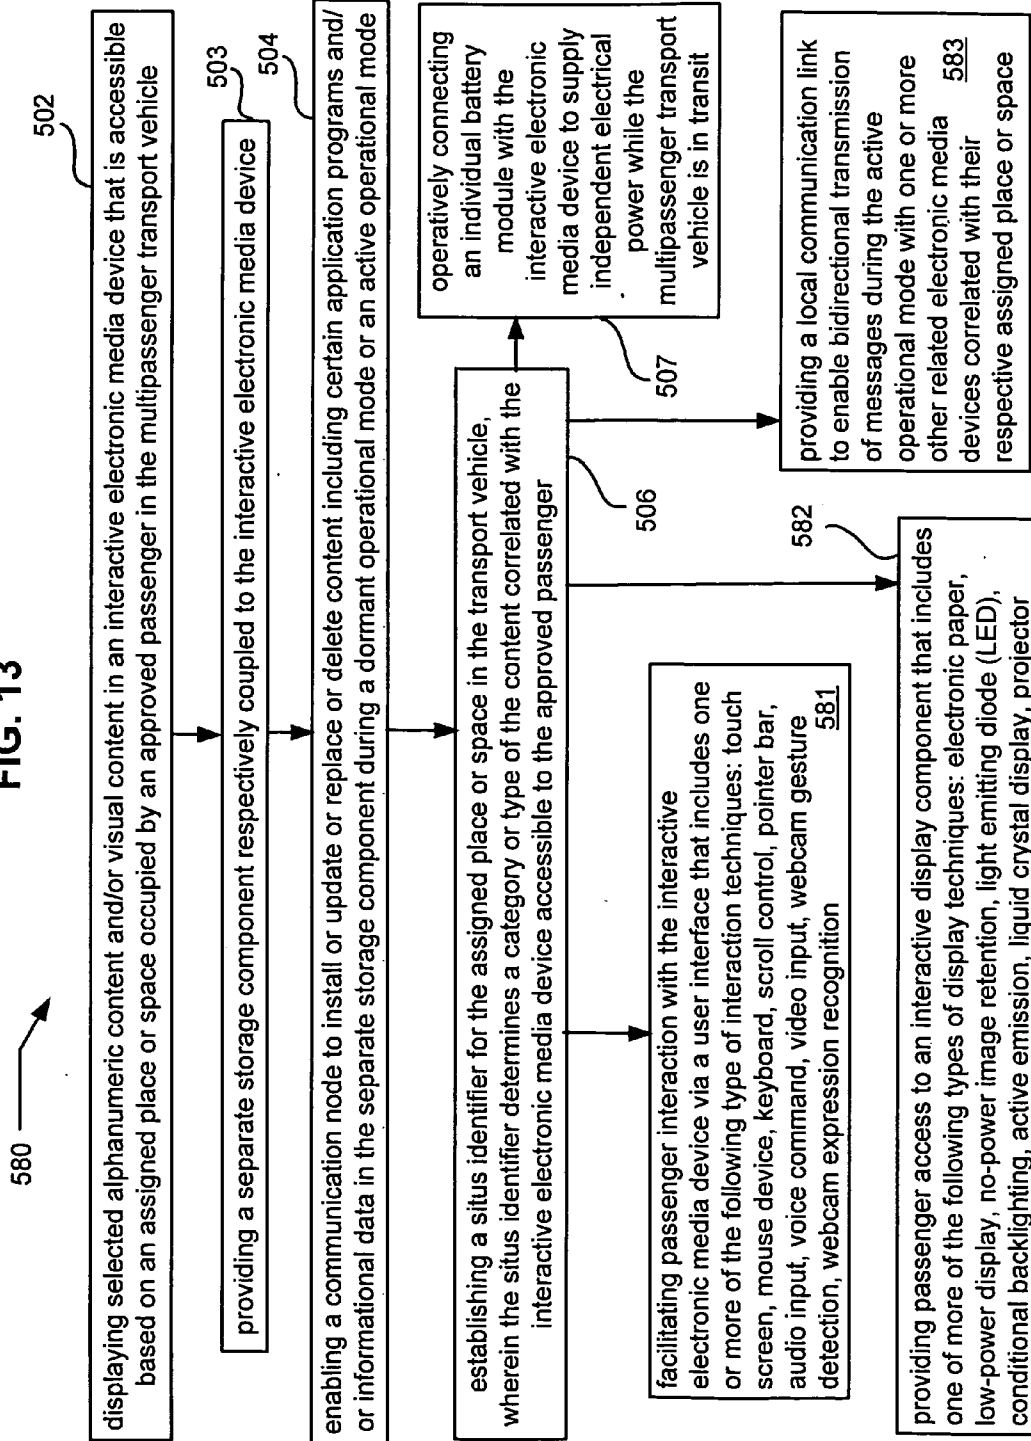 FIG. 13
580
502
displaying selected alphanumeric content and/or visual content in an interactive electronic media device that is accessible
based on an assigned place or space occupied by an approved passenger in the multipassenger transport vehicle
503
providing a separate storage component respectively coupled to the interactive electronic media device
504
enabling a communication node to install or update or replace or delete content including certain application programs and/
or informational data in the separate storage component during a dormant operational mode or an active operational mode
establishing a situs identifier for the assigned place or space in the transport vehicle,
wherein the situs identifier determines a category or type of the content correlated with the
interactive electronic media device accessible to the approved passenger
506
operatively connecting
an individual battery
module with the
interactive electronic
media device to supply
independent electrical
power while the
multipassenger transport
vehicle is in transit
507
facilitating passenger interaction with the interactive
electronic media device via a user interface that includes one
or more of the following type of interaction techniques: touch
screen, mouse device, keyboard, scroll control, pointer bar,
audio input, voice command, video input, webcam gesture
detection, webcam expression recognition 581
582
providing passenger access to an interactive display component that includes
one of more of the following types of display techniques: electronic paper,
low-power display, no-power image retention, light emitting diode (LED),
conditional backlighting, active emission, liquid crystal display, projector
providing a local communication link
to enable bidirectional transmission
of messages during the active
operational mode with one or more
other related electronic media
devices correlated with their 583
respective assigned place or space